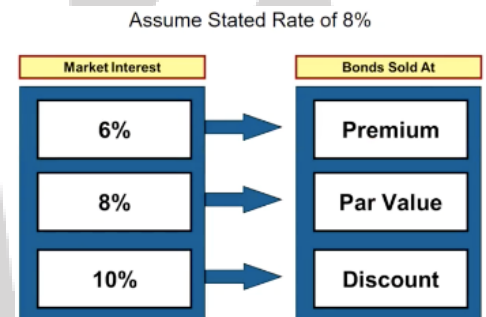 Assume Stated Rate of 8%
Market Interest
Bonds Sold At
6%
Premium
8%
Par Value
10%
Discount